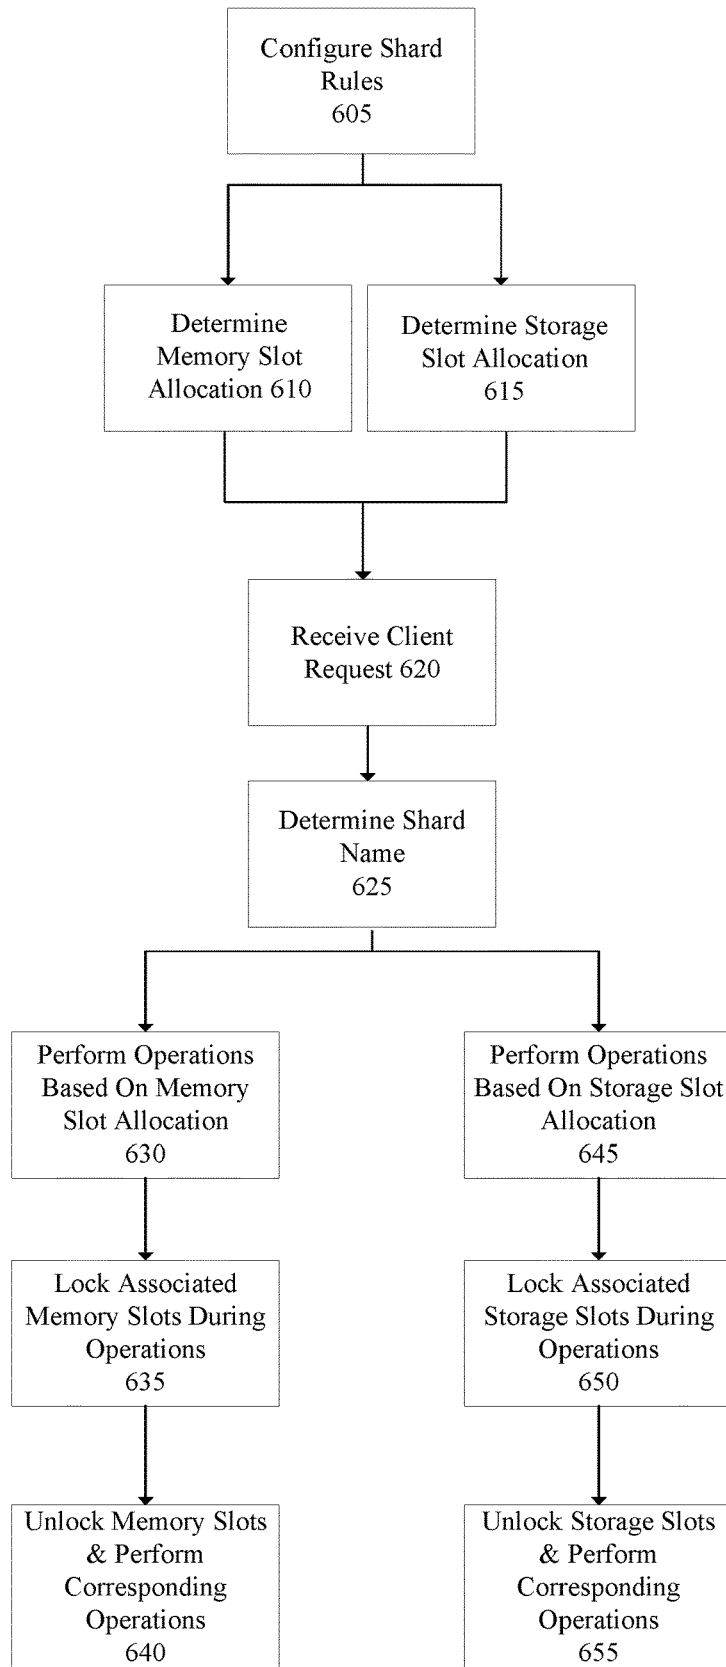 Configure Shard
Rules
605
Determine
Memory Slot
Allocation 610
Determine Storage
Slot Allocation
615
Receive Client
Request 620
Determine Shard
Name
625
Perform Operations
Based On Memory
Slot Allocation
630
Perform Operations
Based On Storage Slot
Allocation
645
Lock Associated
Memory Slots During
Operations
635
Lock Associated
Storage Slots During
Operations
650
Unlock Memory Slots
& Perform
Corresponding
Operations
640
Unlock Storage Slots
& Perform
Corresponding
Operations
655